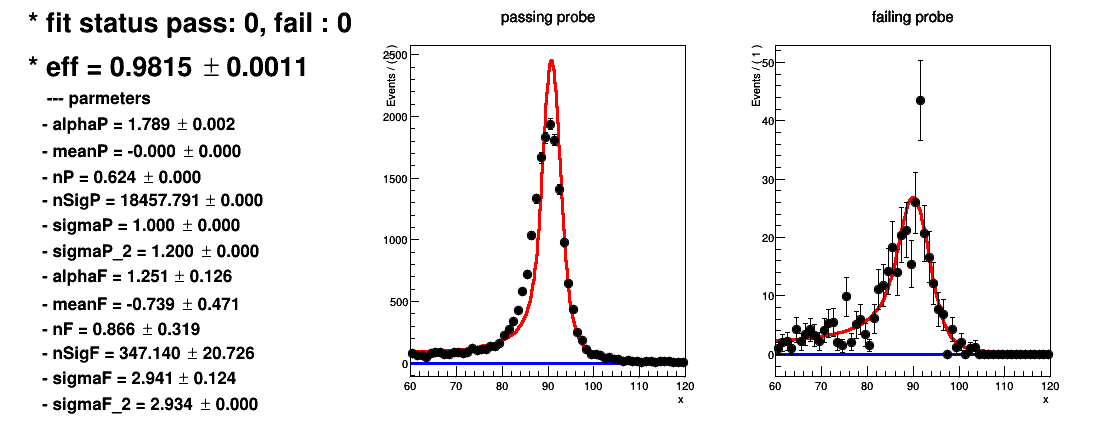 * fit status pass: 0, fail : 0
* eff = 0.9815 ± 0.0011
--- parmeters
- alphaP = 1.789 ± 0.002
- meanP = -0.000 ± 0.000
- nP = 0.624 ± 0.000
- nSigP = 18457.791 ± 0.000
- sigmaP = 1.000 ± 0.000
- sigmaP_2 = 1.200 ± 0.000
- alphaF = 1.251 ± 0.126
- meanF = -0.739 ± 0.471
- nF = 0.866 ± 0.319
- nSigF = 347.140 ± 20.726
- sigmaF = 2.941 ± 0.124
- sigmaF_2 = 2.934 ± 0.000
passing probe
Events / ( 1 )
2500
2000
1500
1000
500
0
60 70 80 90 100 110 120
x
failing probe
Events / ( 1 )
50
40
30
20
10
0
60 70 80 90 100 110 120
x